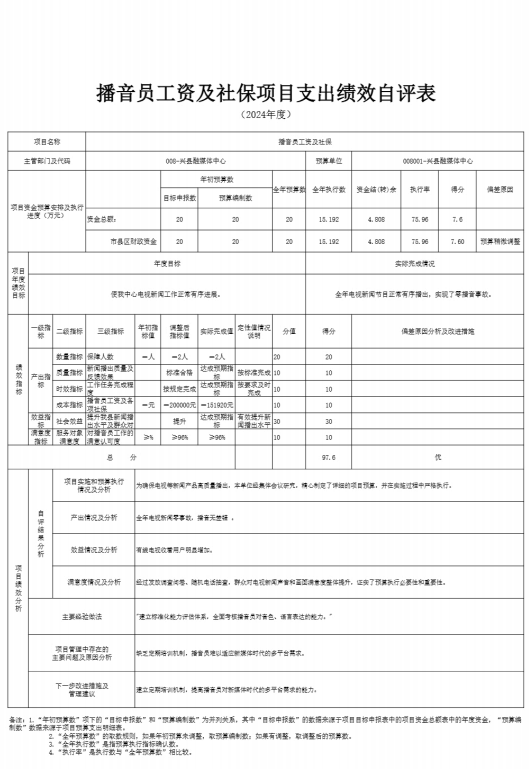 播音员工资及社保项目支出绩效自评表
（2024年度）
项目名称 播音员工资及社保
主管部门及代码 008-兴县融媒体中心 预算单位 008001-兴县融媒体中心
项目资金预算安排及执行进度（万元） 年初预算数 全年预算数 全年执行数 资金结(转)余 执行率 得分 偏差原因
目标申报数 预算编制数
资金总额: 20 20 20 15.192 4.808 75.96 7.6
市县区财政资金 20 20 20 15.192 4.808 75.96 7.60 预算稍微调整
项目年度绩效目标 年度目标 实际完成情况
使我中心电视新闻工作正常有序进展。 全年电视新闻节目正常有序播出，实现了零播音事故。
绩效指标 一级指标 二级指标 三级指标 年初指标值 调整后指标值 实际完成值 定性值情况说明 分值 得分 偏差原因分析及改进措施
产出指标 数量指标 保障人数 =人 =2人 =2人 20 20
质量指标 新闻播出质量及反馈效果 标准合格 达成预期指标 按标准完成 10 10
时效指标 工作任务完成程度 按规定完成 达成预期指标 按要求及时完成 10 10
成本指标 播音员工资及各项社保 =元 =200000元 =151920元 10 10
效益指标 社会效益 提升我县新闻播出水平及群众对 提升 达成预期指标 有效提升新闻播出水平 30 30
满意度指标 服务对象满意度 对播音员工作的满意认可度 ≥% ≥96% ≥96% 10 10
总 分 97.6 优
项目绩效分析 自评结果分析 项目实施和预算执行情况及分析 为确保电视等新闻产品高质量播出，本单位经集体会议研究，精心制定了详细的项目预算，并在实施过程中严格执行。
产出情况及分析 全年电视新闻零事故，播音无差错 。
效益情况及分析 有线电视收看用户明显增加。
满意度情况及分析 经过发放调查问卷、随机电话抽查，群众对电视新闻声音和画面满意度整体提升，证实了预算执行必要性和重要性。
主要经验做法 "建立标准化能力评估体系，全面考核播音员对音色、语言表达的能力。"
项目管理中存在的主要问题及原因分析 缺乏定期培训机制，播音员难以适应新媒体时代的多平台需求。
下一步改进措施及管理建议 建立定期培训机制，提高播音员对新媒体时代的多平台需求的能力。
备注：1.“年初预算数”项下的“目标申报数”和“预算编制数”为并列关系，其中“目标申报数”的数据来源于项目目标申报表中的项目资金总额表中的年度资金，“预算编
制数”数据来源于项目预算支出明细表。
2.“全年预算数”的取数规则，如果年初预算未调整，取预算编制数；如果有调整，取调整后的预算数。
3.“全年执行数”是指预算执行指标确认数。
4.“执行率”是执行数与“全年预算数”相比较。